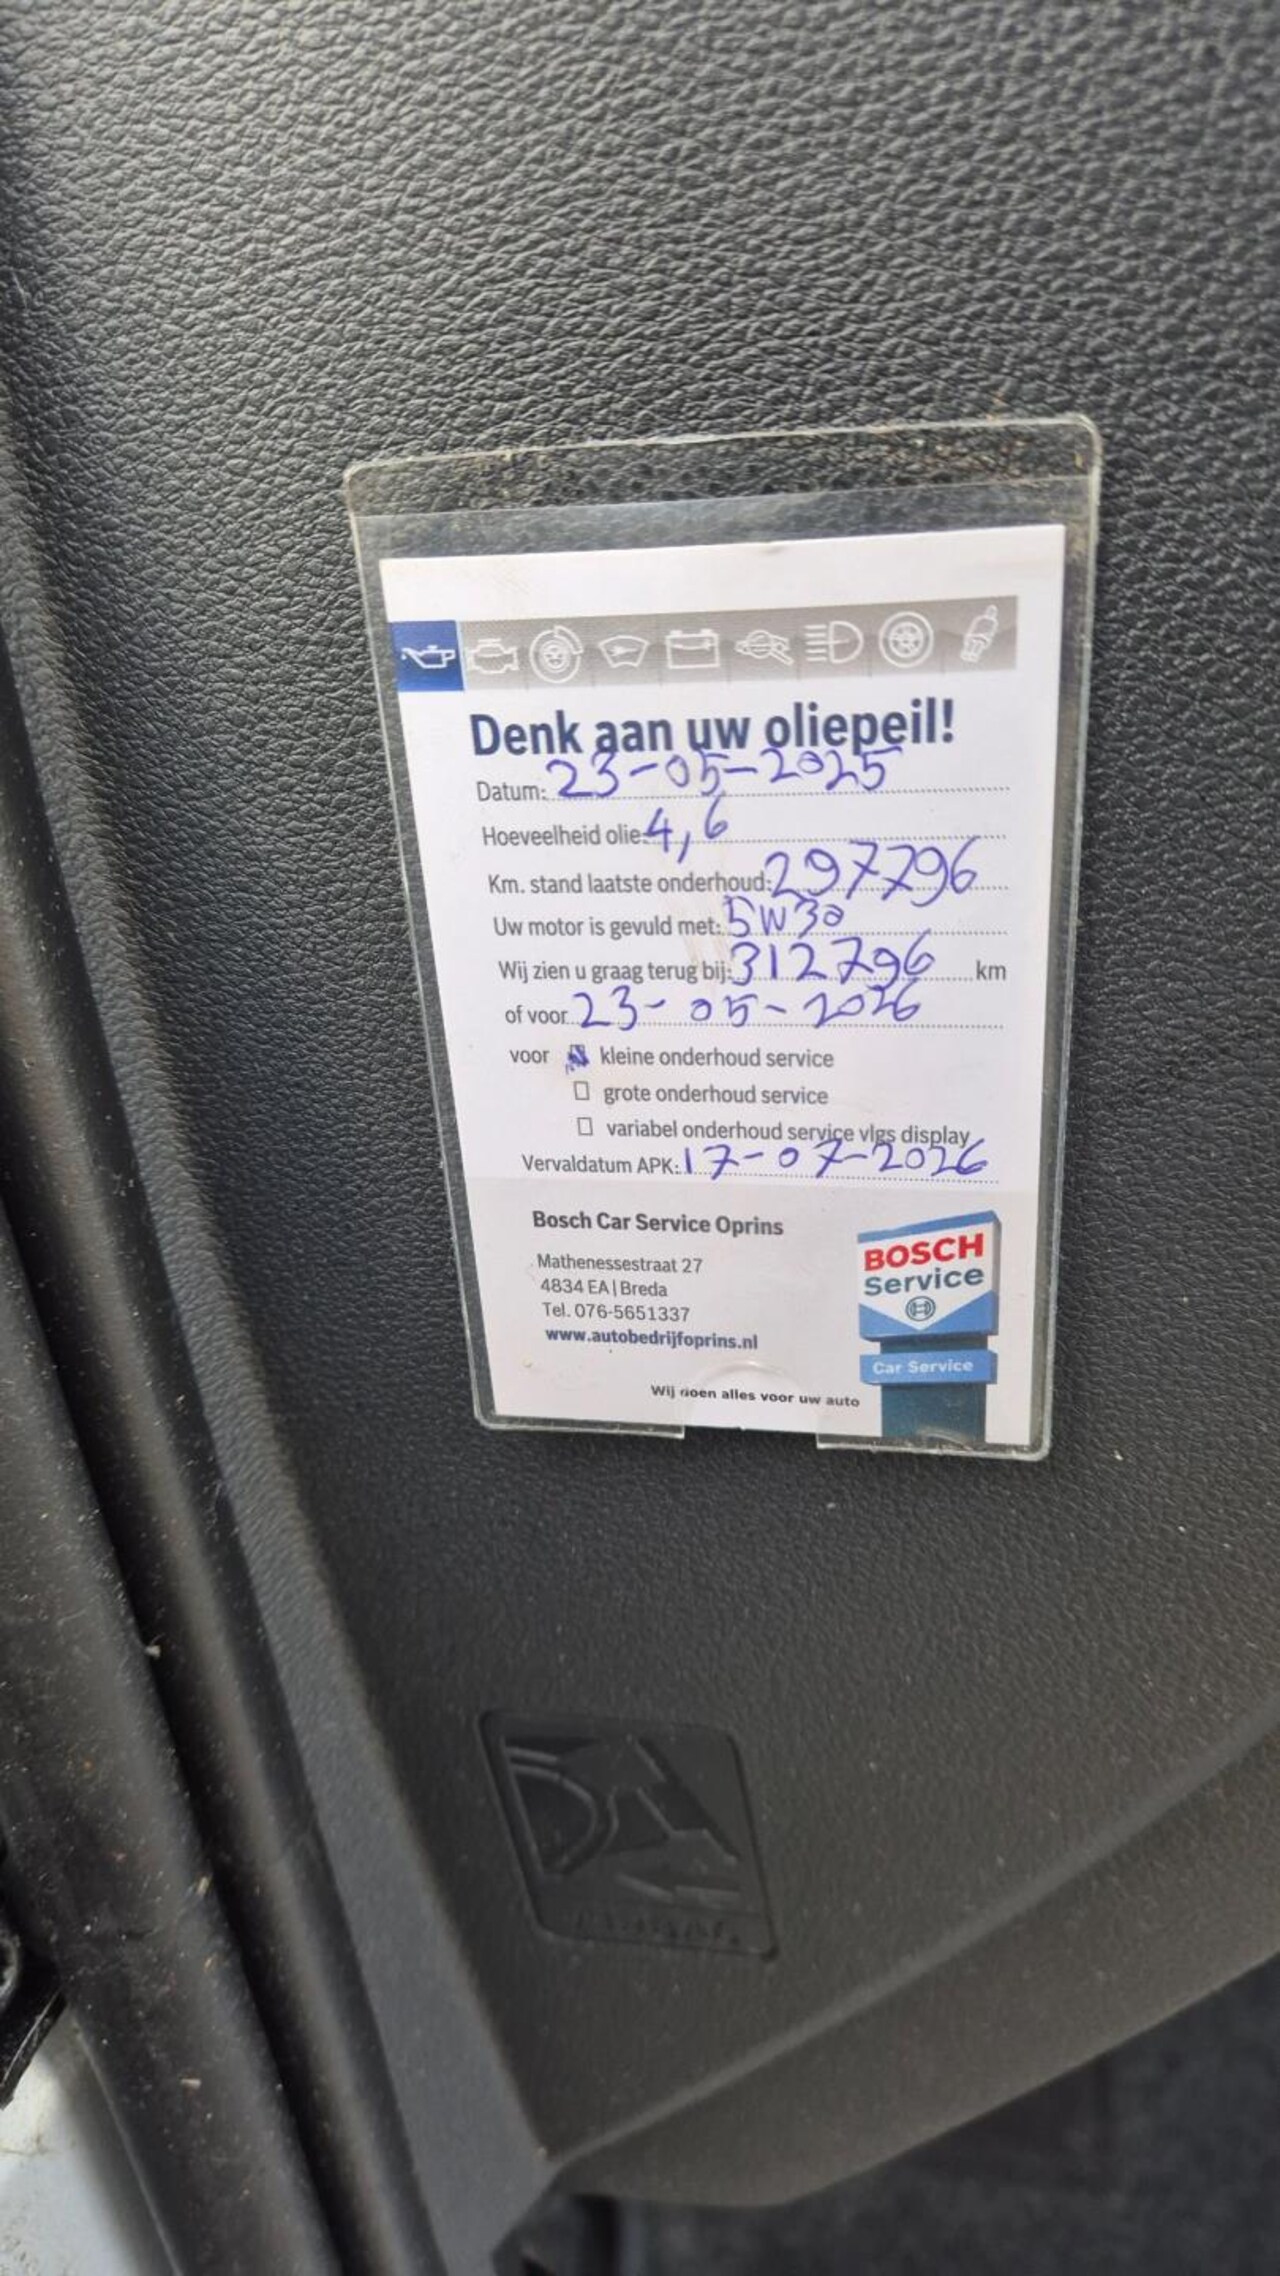 Denk aan uw oliepeil!
Datum: 23-05-2025
Hoeveelheid olie: 4,6
Km. stand laatste onderhoud: 297796
Uw motor is gevuld met: 5W30
Wij zien u graag terug bij: 312796 km
of voor 23-05-2026
voor kleine onderhoud service
grote onderhoud service
variabel onderhoud service vlgs display
Vervaldatum APK: 17-07-2026
Bosch Car Service Oprins
Mathenessestraat 27
4834 EA | Breda
Tel. 076-5651337
www.autobedrijfoprins.nl
BOSCH
Service
Car Service
Wij doen alles voor uw auto